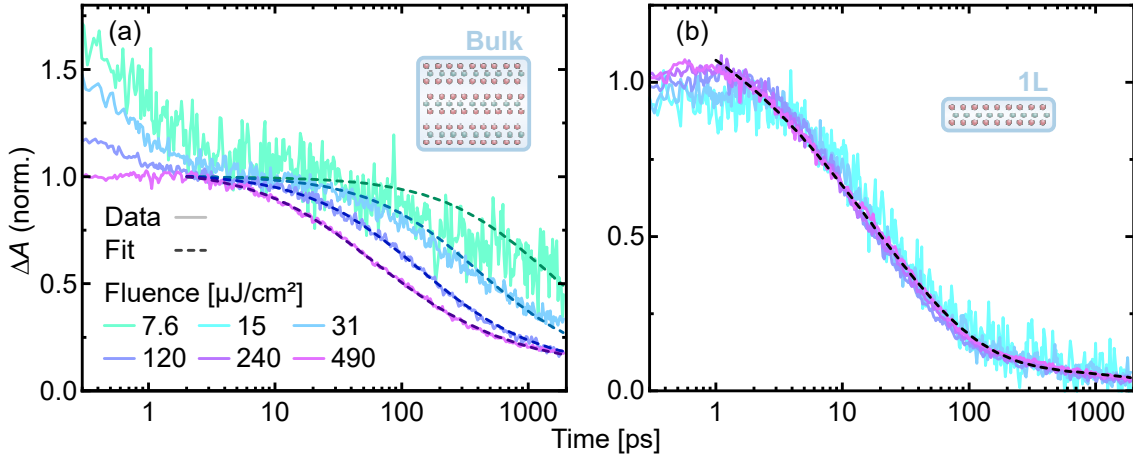 (a)
Bulk
1.5
1.0
0.5
0.0
ΔA (norm.)
Data
Fit
Fluence [µJ/cm²]
7.6 15 31
120 240 490
1 10 100 1000
(b)
1L
1.0
0.5
0.0
1 10 100 1000
Time [ps]